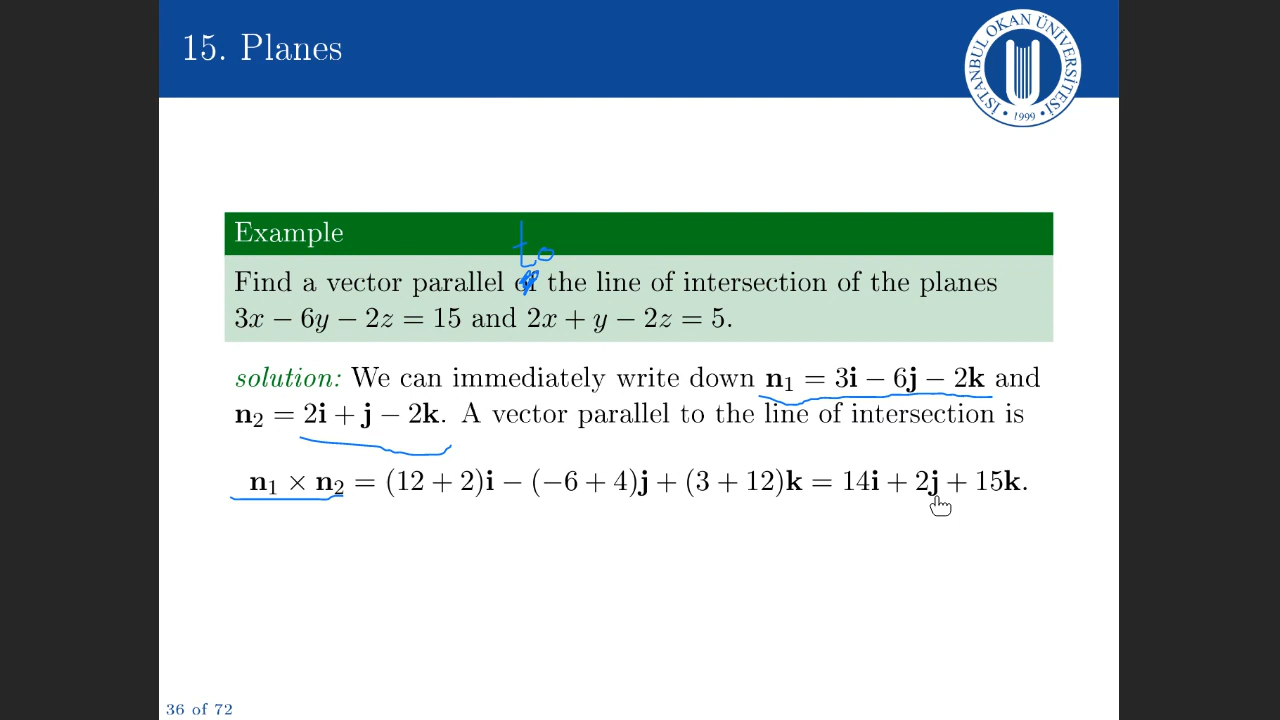 15. Planes
İSTANBUL OKAN ÜNİVERSİTESİ
• 1999 •
Example
to
Find a vector parallel of the line of intersection of the planes
3x − 6y − 2z = 15 and 2x + y − 2z = 5.
solution: We can immediately write down n₁ = 3i − 6j − 2k and
n₂ = 2i + j − 2k. A vector parallel to the line of intersection is
n₁ × n₂ = (12 + 2)i − (−6 + 4)j + (3 + 12)k = 14i + 2j + 15k.
36 of 72